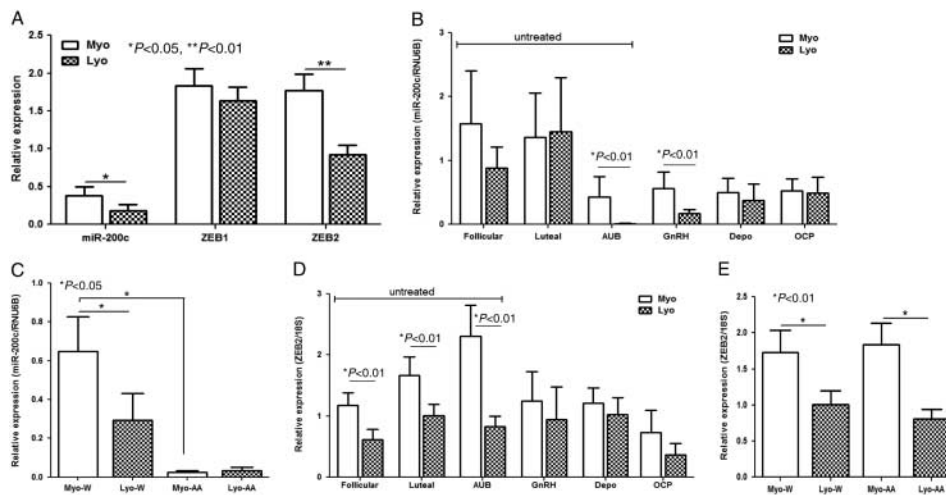 A
Myo
Lyo
*P<0.05, **P<0.01
Relative expression
2.5
2.0
1.5
1.0
0.5
0.0
*
**
miR-200c ZEB1 ZEB2
B
untreated
Myo
Lyo
Relative expression (miR-200c/RNU6B)
3
2
1
0
*P<0.01
*P<0.01
Follicular Luteal AUB GnRH Depo OCP
C
*P<0.05
*
*
Relative expression (miR-200c/RNU6B)
1.0
0.8
0.6
0.4
0.2
0.0
Myo-W Lyo-W Myo-AA Lyo-AA
D
untreated
Myo
Lyo
Relative expression (ZEB2/18S)
3
2
1
0
*P<0.01
*P<0.01
*P<0.01
Follicular Luteal AUB GnRH Depo OCP
E
*P<0.01
*
*
Relative expression (ZEB2/18S)
2.5
2.0
1.5
1.0
0.5
0.0
Myo-W Lyo-W Myo-AA Lyo-AA